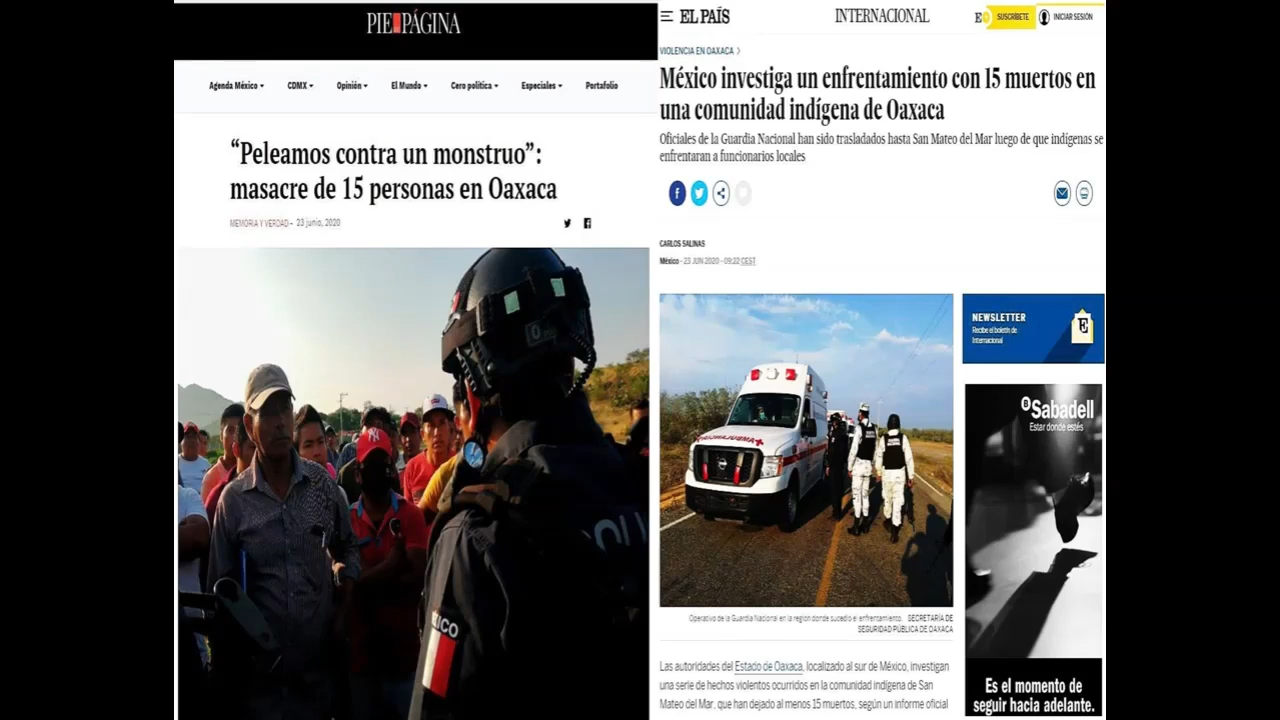 PIE PÁGINA
Agenda México
CDMX
Opinión
El Mundo
Cero política
Especiales
Portafolio
“Peleamos contra un monstruo”:
masacre de 15 personas en Oaxaca
MEMORIA Y VERDAD - 23 junio, 2020
POLI
ICO
EL PAÍS
INTERNACIONAL
SUSCRÍBETE
INICIAR SESIÓN
VIOLENCIA EN OAXACA
México investiga un enfrentamiento con 15 muertos en
una comunidad indígena de Oaxaca
Oficiales de la Guardia Nacional han sido trasladados hasta San Mateo del Mar luego de que indígenas se
enfrentaran a funcionarios locales
CARLOS SALINAS
México - 23 JUN 2020 - 09:22 CEST
AMBULANCIA
Operativo de la Guardia Nacional en la región donde sucedió el enfrentamiento. SECRETARÍA DE
SEGURIDAD PÚBLICA DE OAXACA
Las autoridades del Estado de Oaxaca, localizado al sur de México, investigan
una serie de hechos violentos ocurridos en la comunidad indígena de San
Mateo del Mar, que han dejado al menos 15 muertos, según un informe oficial
NEWSLETTER
Recibe el boletín de
Internacional
Sabadell
Estar donde estés
Es el momento de
seguir hacia adelante.